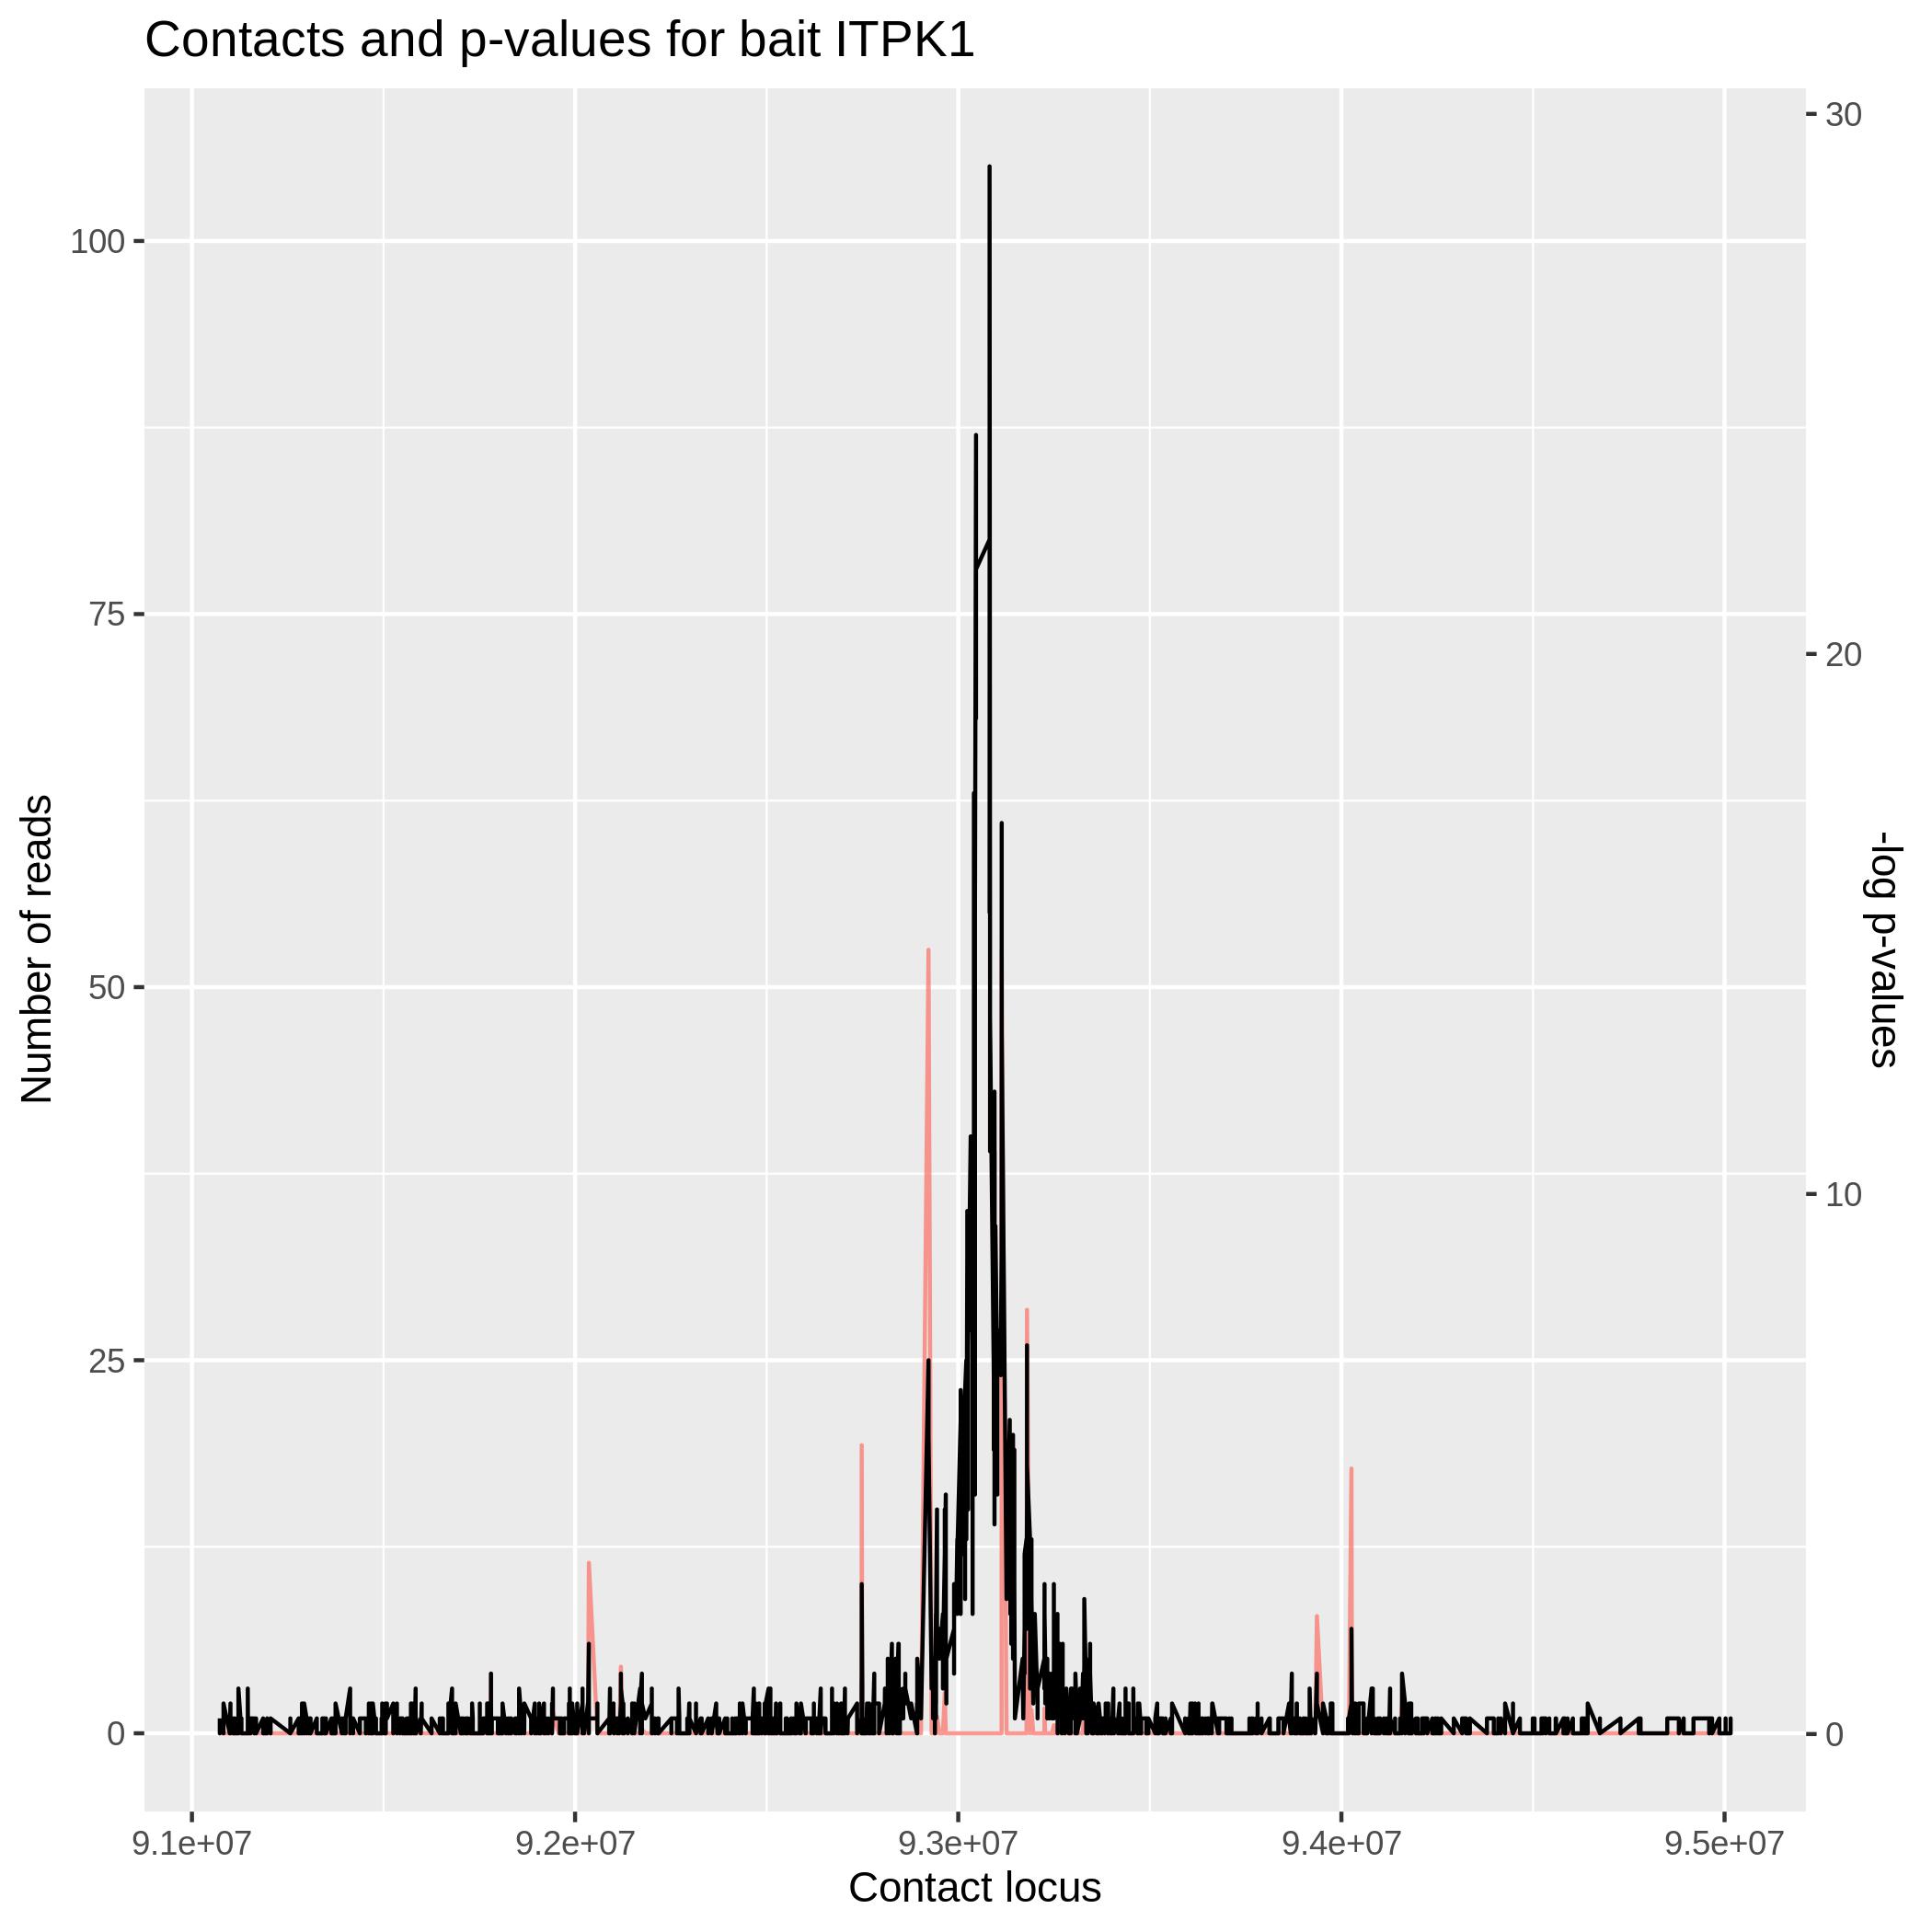 Contacts and p-values for bait ITPK1
30
100
20
75
Number of reads
-log p-values
50
10
25
0
0
9.1e+07 9.2e+07 9.3e+07 9.4e+07 9.5e+07
Contact locus